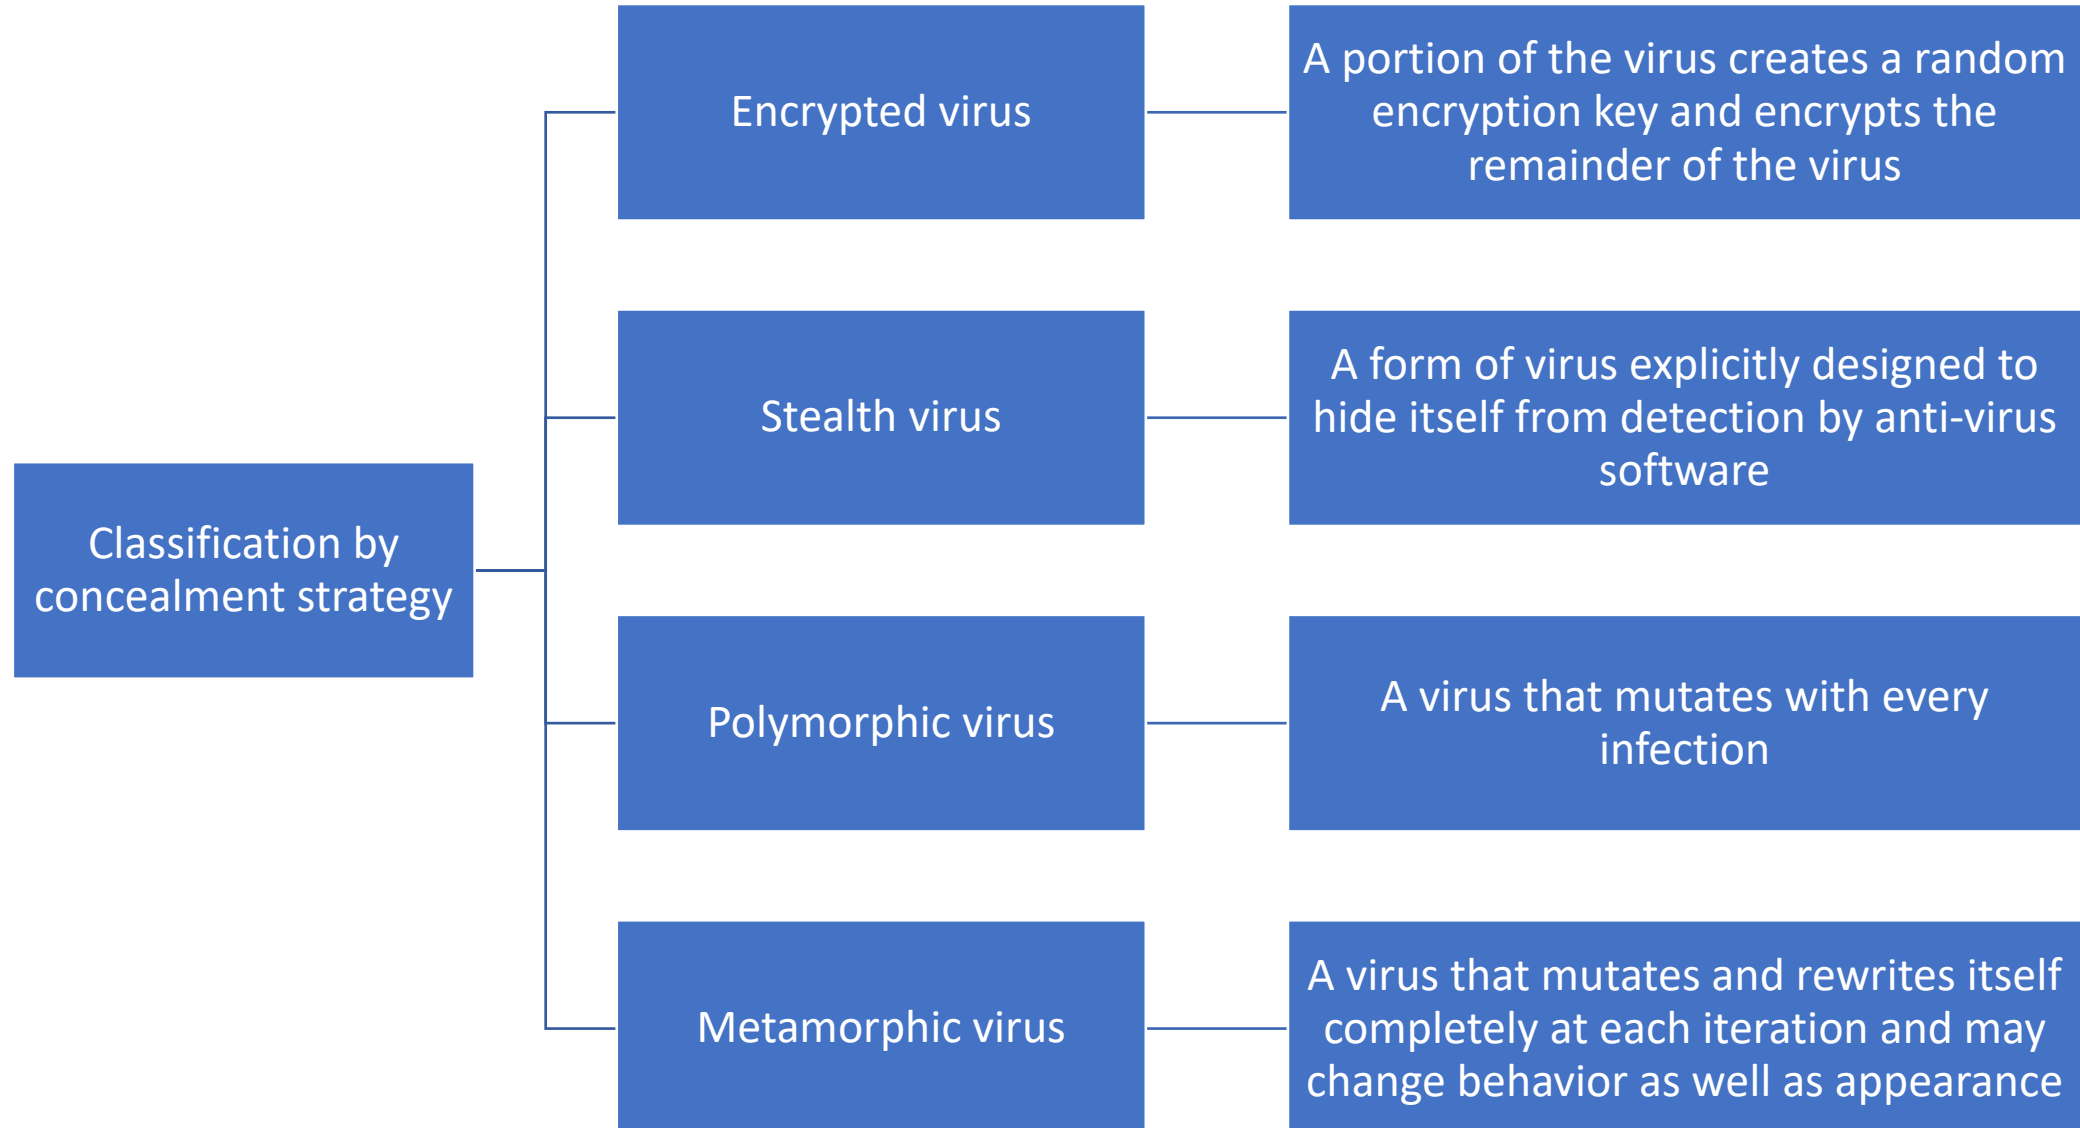 Classification by
concealment strategy
Encrypted virus
A portion of the virus creates a random
encryption key and encrypts the
remainder of the virus
Stealth virus
A form of virus explicitly designed to
hide itself from detection by anti-virus
software
Polymorphic virus
A virus that mutates with every
infection
Metamorphic virus
A virus that mutates and rewrites itself
completely at each iteration and may
change behavior as well as appearance